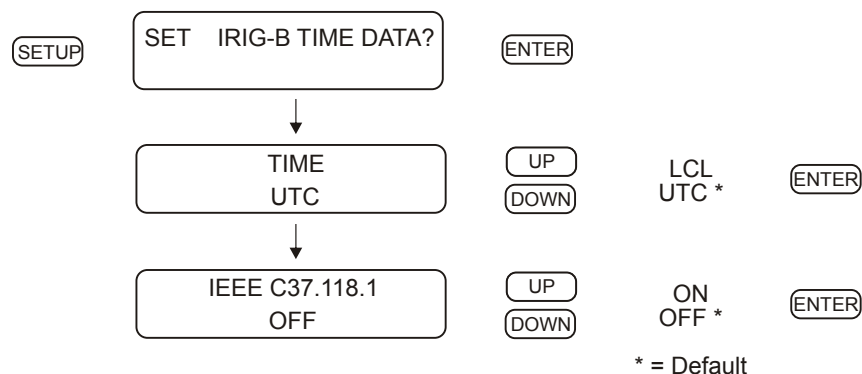 SETUP
SET IRIG-B TIME DATA?
ENTER
TIME
UTC
UP
DOWN
LCL
UTC *
ENTER
IEEE C37.118.1
OFF
UP
DOWN
ON
OFF *
ENTER
* = Default